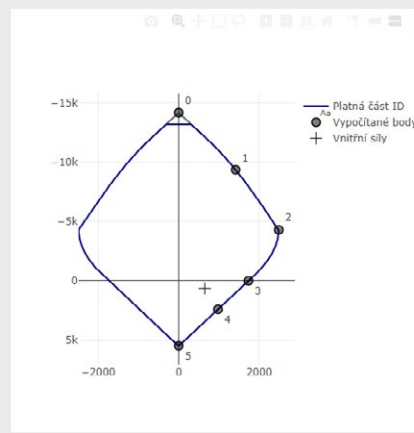 0
−15k
Platná část ID
Aa
Vypočítané body
Vnitřní síly
−10k
1
−5k
2
0
3
4
5k
5
−2000
0
2000